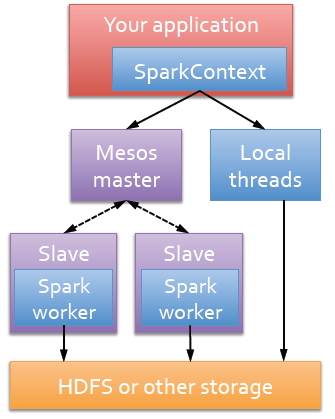 Your application
SparkContext
Mesos
master
Local
threads
Slave
Spark
worker
Slave
Spark
worker
HDFS or other storage